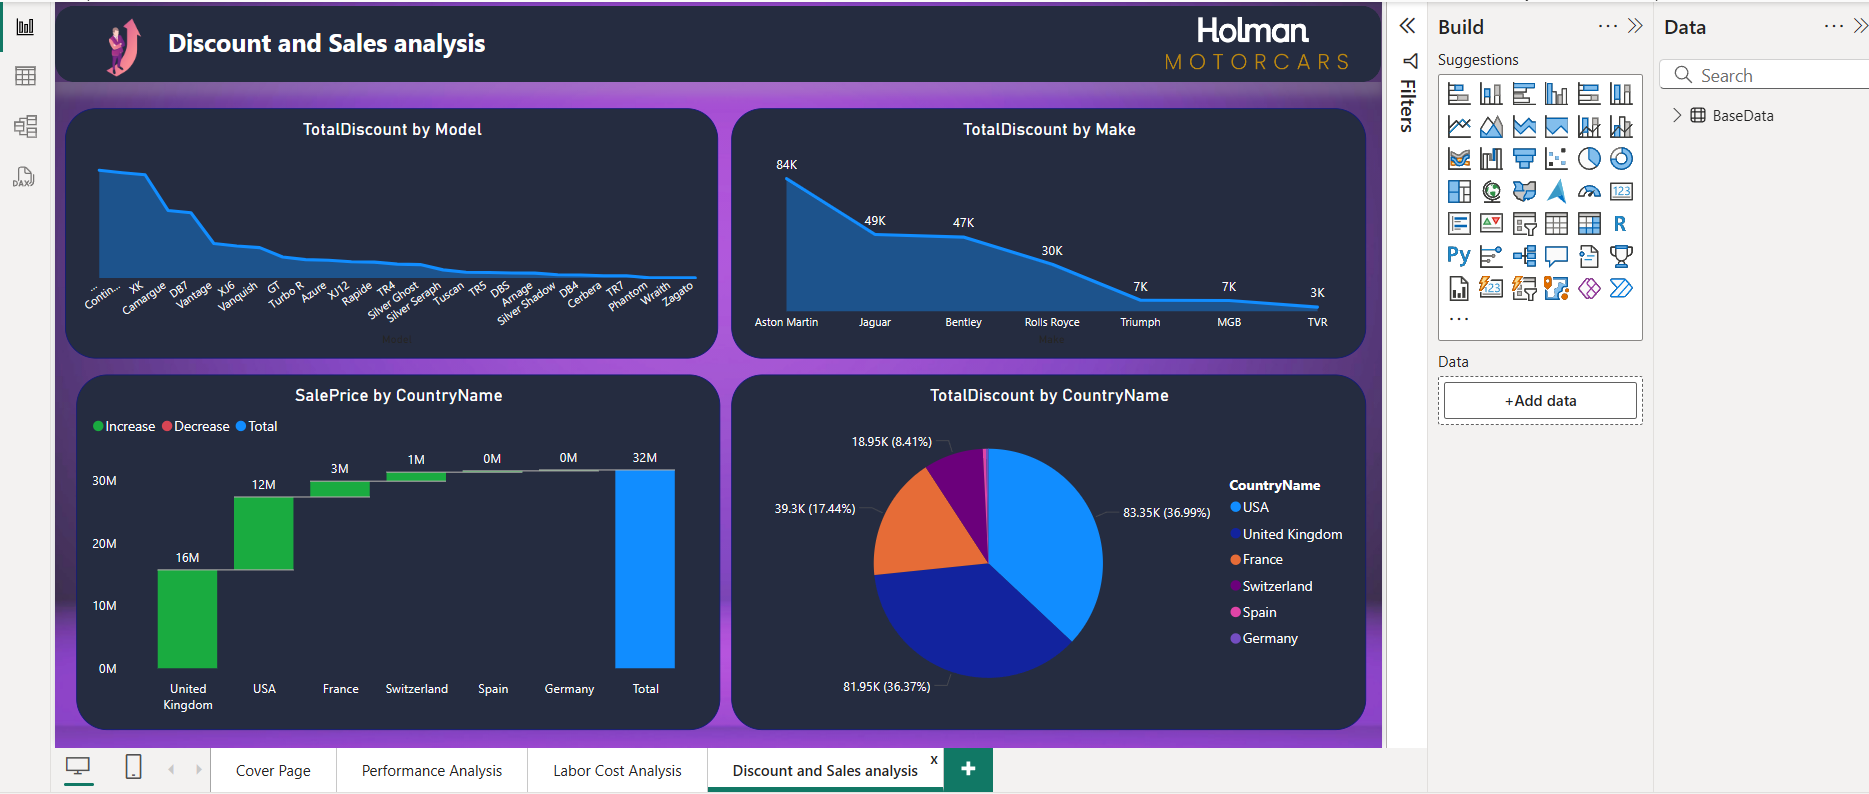 Discount and Sales analysis
Holman
MOTORCARS
TotalDiscount by Model
...
Contin...
XK
Camargue
DB7
Vantage
XJ6
Vanquish
GT
Turbo R
Azure
XJ12
Rapide
TR4
Silver Ghost
Silver Seraph
Tuscan
TR5
DBS
Arnage
Silver Shadow
DB4
Cerbera
TR7
Phantom
Wraith
Zagato
Model
TotalDiscount by Make
84K
49K
47K
30K
7K
7K
3K
Aston Martin
Jaguar
Bentley
Rolls Royce
Triumph
MGB
TVR
Make
SalePrice by CountryName
Increase Decrease Total
30M
20M
10M
0M
16M
12M
3M
1M
0M
0M
32M
United
Kingdom
USA
France
Switzerland
Spain
Germany
Total
TotalDiscount by CountryName
18.95K (8.41%)
39.3K (17.44%)
83.35K (36.99%)
81.95K (36.37%)
CountryName
USA
United Kingdom
France
Switzerland
Spain
Germany
Filters
Build
Suggestions
123
R
Py
123
...
Data
+Add data
Data
Search
BaseData
DAX
Cover Page
Performance Analysis
Labor Cost Analysis
Discount and Sales analysis
x
+